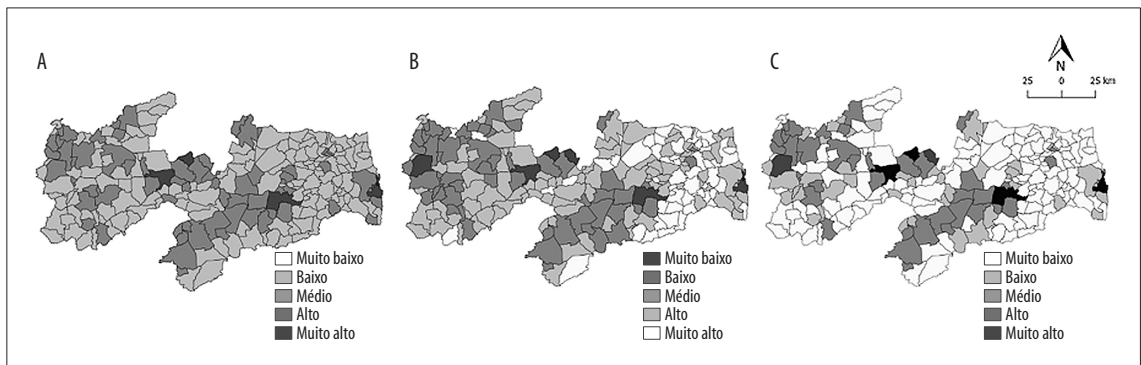 A
B
C
N
25 0 25 km
Muito baixo
Baixo
Médio
Alto
Muito alto
Muito baixo
Baixo
Médio
Alto
Muito alto
Muito baixo
Baixo
Médio
Alto
Muito alto